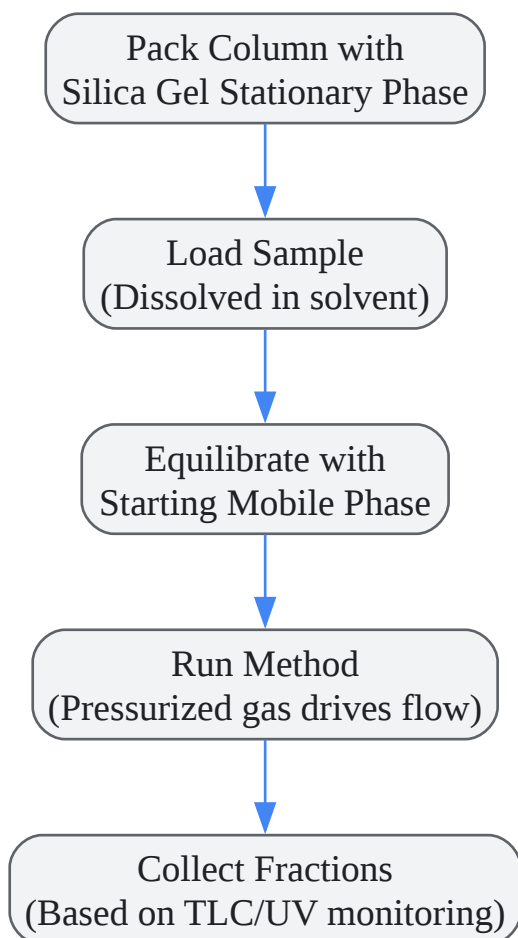 Pack Column with
Silica Gel Stationary Phase
Load Sample
(Dissolved in solvent)
Equilibrate with
Starting Mobile Phase
Run Method
(Pressurized gas drives flow)
Collect Fractions
(Based on TLC/UV monitoring)